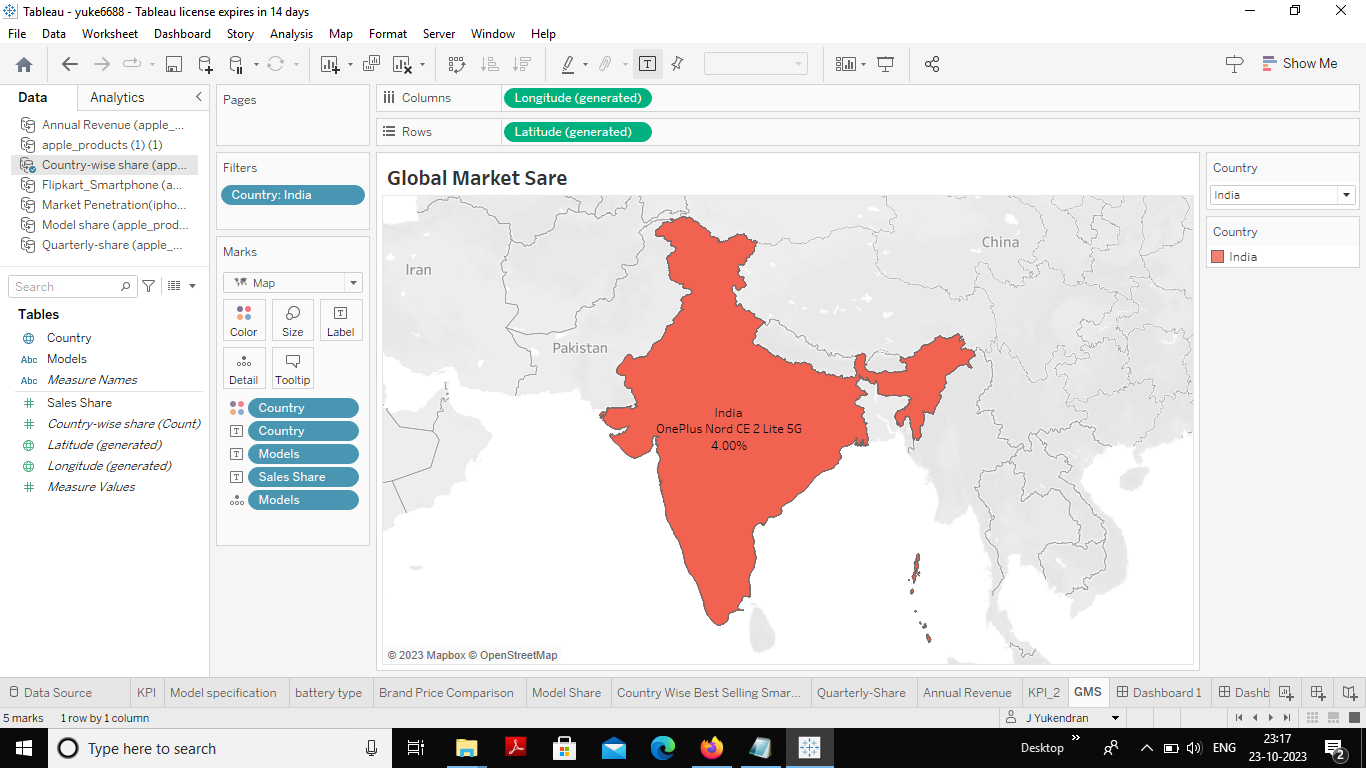 Tableau - yuke6688 - Tableau license expires in 14 days
File Data Worksheet Dashboard Story Analysis Map Format Server Window Help
Show Me
Data Analytics
Annual Revenue (apple_...
apple_products (1) (1)
Country-wise share (app...
Flipkart_Smartphone (a...
Market Penetration(ipho...
Model share (apple_prod...
Quarterly-share (apple_...
Search
Tables
Country
Abc Models
Abc Measure Names
Sales Share
Country-wise share (Count)
Latitude (generated)
Longitude (generated)
Measure Values
Pages
Filters
Country: India
Marks
Map
Color Size Label
Detail Tooltip
Country
Country
Models
Sales Share
Models
Columns Longitude (generated)
Rows Latitude (generated)
Global Market Sare
China
Iran
Pakistan
India
OnePlus Nord CE 2 Lite 5G
4.00%
© 2023 Mapbox © OpenStreetMap
Country
India
Country
India
Data Source KPI Model specification battery type Brand Price Comparison Model Share Country Wise Best Selling Smar... Quarterly-Share Annual Revenue KPI_2 GMS Dashboard 1 Dashb
5 marks 1 row by 1 column J Yukendran
Type here to search Desktop ENG 23:17
23-10-2023 2